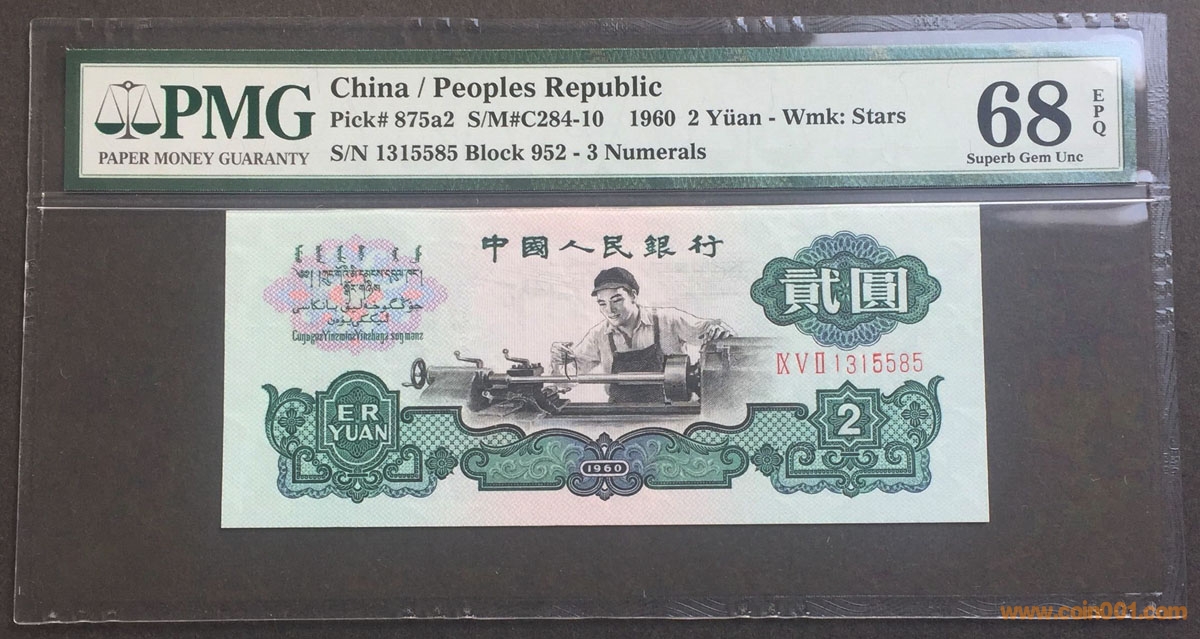 PMG
PAPER MONEY GUARANTY
China / Peoples Republic
Pick# 875a2 S/M#C284-10 1960 2 Yüan - Wmk: Stars
S/N 1315585 Block 952 - 3 Numerals
68
EPQ
Superb Gem Unc
中國人民銀行
貳圓
ⅨⅤⅡ1315585
ER
YUAN
2
1960
www.coin001.com